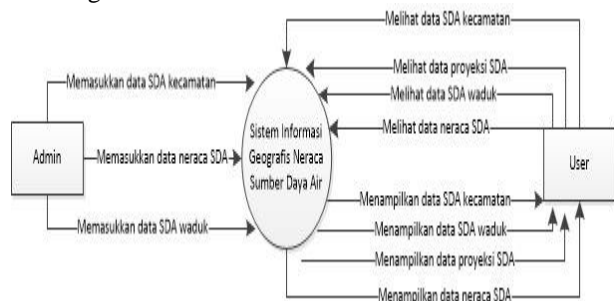 Melihat data SDA kecamatan
Melihat data proyeksi SDA
Memasukkan data SDA kecamatan
Melihat data SDA waduk
Melihat data neraca SDA
Sistem Informasi
Geografis Neraca
Sumber Daya Air
Admin
Memasukkan data neraca SDA
User
Menampilkan data SDA kecamatan
Memasukkan data SDA waduk
Menampilkan data SDA waduk
Menampilkan data proyeksi SDA
Menampilkan data neraca SDA